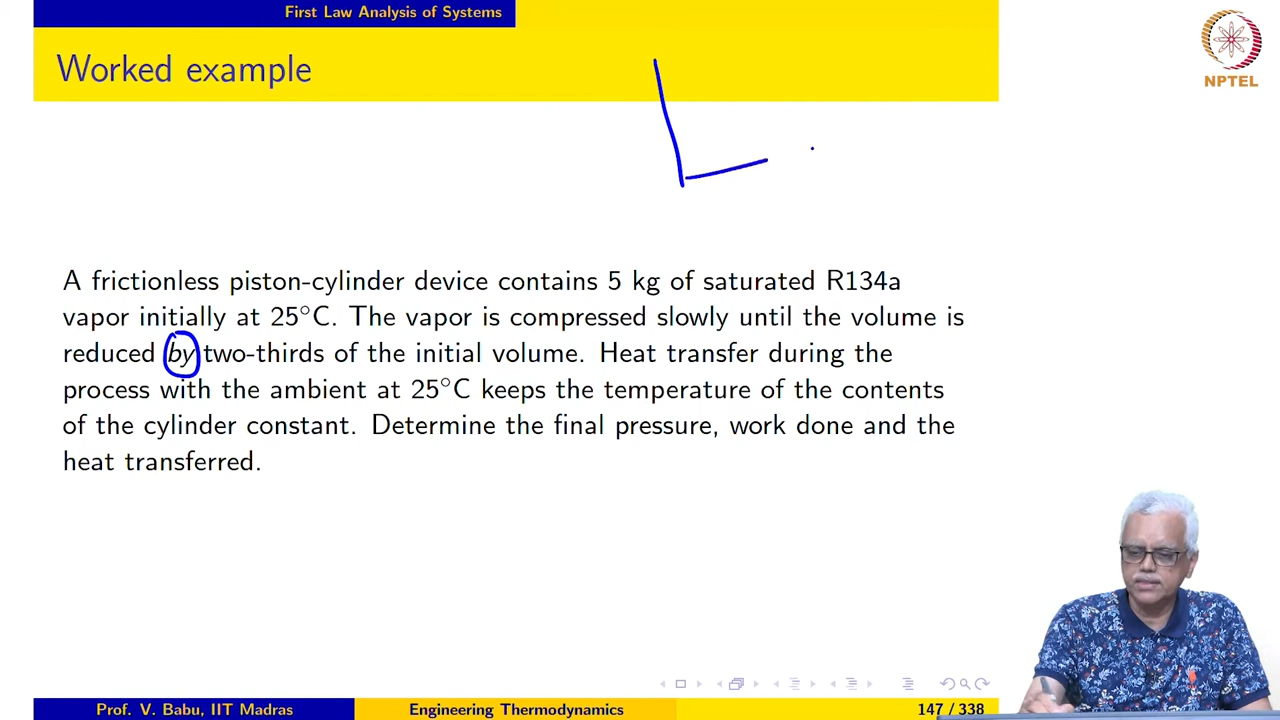 First Law Analysis of Systems
Worked example
NPTEL
A frictionless piston-cylinder device contains 5 kg of saturated R134a
vapor initially at 25°C. The vapor is compressed slowly until the volume is
reduced by two-thirds of the initial volume. Heat transfer during the
process with the ambient at 25°C keeps the temperature of the contents
of the cylinder constant. Determine the final pressure, work done and the
heat transferred.
Prof. V. Babu, IIT Madras
Engineering Thermodynamics
147 / 338